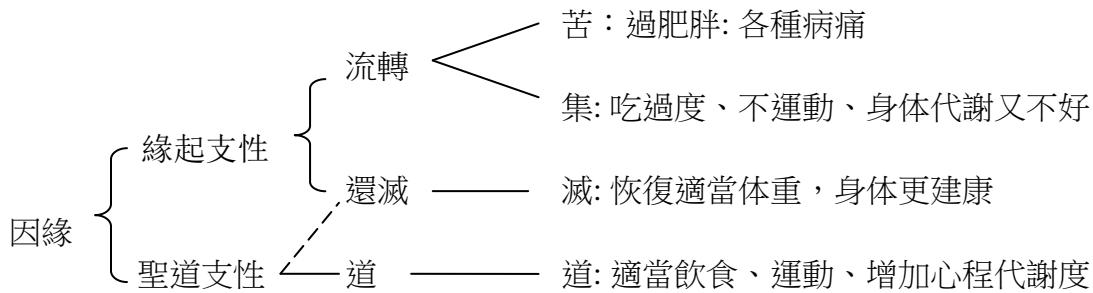 苦：過肥胖: 各種病痛
流轉
集: 吃過度、不運動、身体代謝又不好
緣起支性
還滅
滅: 恢復適當体重，身体更建康
因緣
聖道支性
道
道: 適當飲食、運動、增加心程代謝度